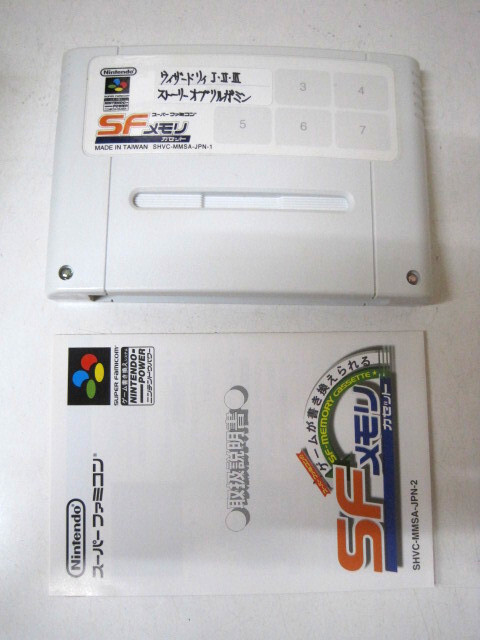 Nintendo
ウィザードリィ I・II・III
ストーリーオブリルガミン
3
4
5
6
7
スーパーファミコン
SFメモリ
カセット
MADE IN TAIWAN SHVC-MMSA-JPN-1
Nintendo
スーパーファミコン
SUPER FAMICOM
NINTENDO POWER
ニンテンドウパワー
取扱説明書
ゲームが書き換えられる
SF-MEMORY CASSETTE
SFメモリ
カセット
SHVC-MMSA-JPN-2